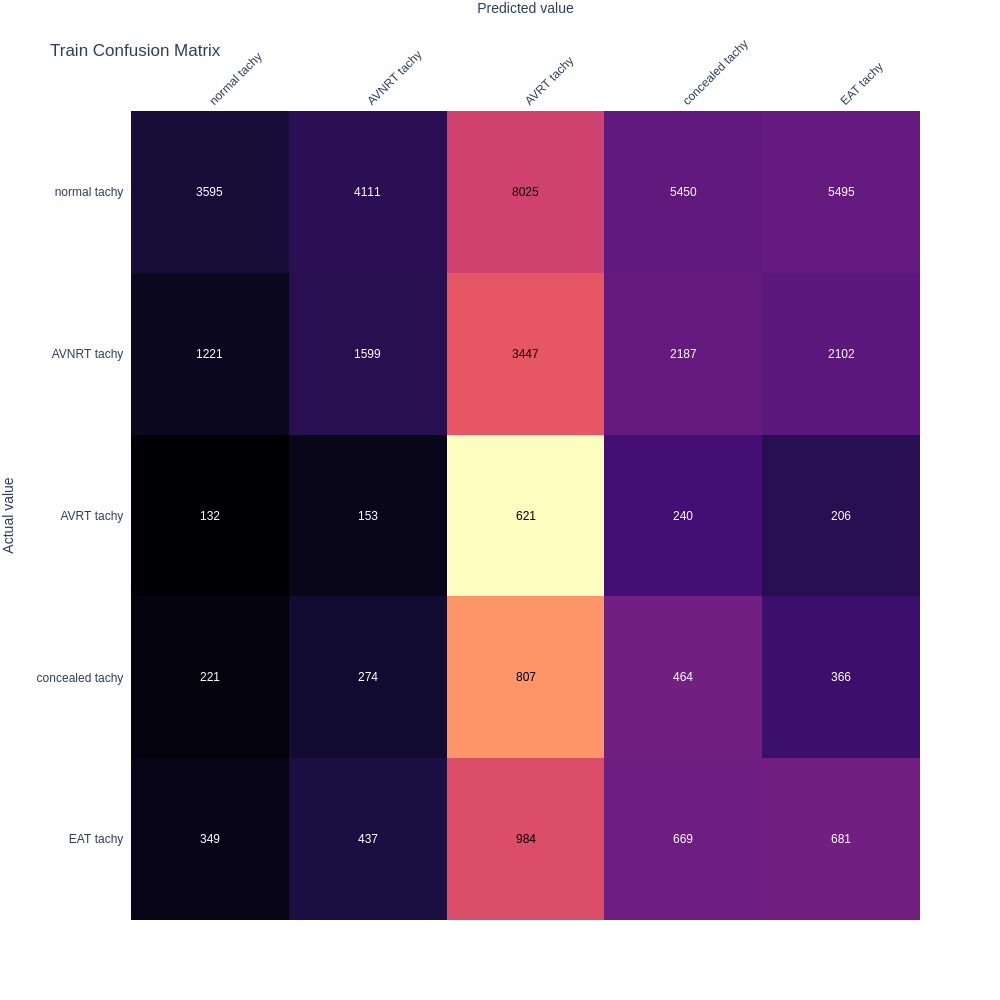 Predicted value
Train Confusion Matrix
normal tachy AVNRT tachy AVRT tachy concealed tachy EAT tachy
normal tachy 3595 4111 8025 5450 5495
AVNRT tachy 1221 1599 3447 2187 2102
Actual value
AVRT tachy 132 153 621 240 206
concealed tachy 221 274 807 464 366
EAT tachy 349 437 984 669 681